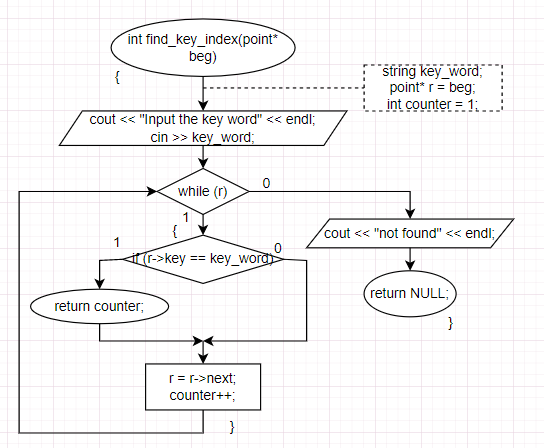 int find_key_index(point*
beg)
{
string key_word;
point* r = beg;
int counter = 1;
cout << "Input the key word" << endl;
cin >> key_word;
while (r)
0
1
{
1
if (r->key == key_word)
0
cout << "not found" << endl;
return counter;
return NULL;
}
r = r->next;
counter++;
}